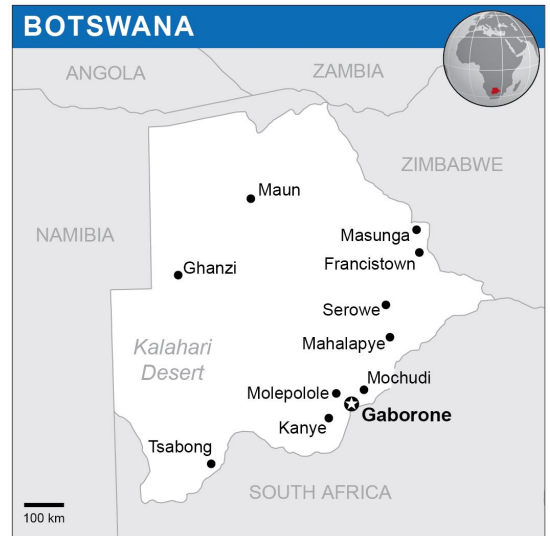 BOTSWANA
ANGOLA
ZAMBIA
ZIMBABWE
NAMIBIA
Maun
Masunga
Francistown
Ghanzi
Serowe
Mahalapye
Kalahari
Desert
Mochudi
Molepolole
Gaborone
Kanye
Tsabong
SOUTH AFRICA
100 km